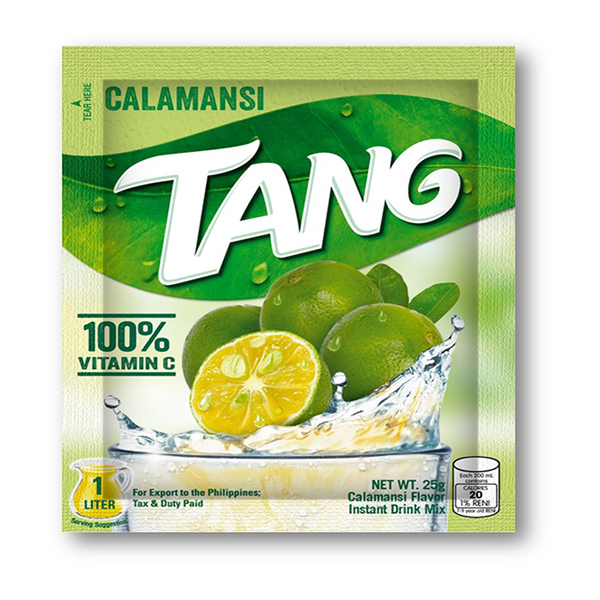 TEAR HERE
CALAMANSI
TANG
100%
VITAMIN C
1
LITER
Serving Suggestion
For Export to the Philippines;
Tax & Duty Paid
NET WT. 25g
Calamansi Flavor
Instant Drink Mix
Each 200 mL
contains
CALORIES
20
1% RENI